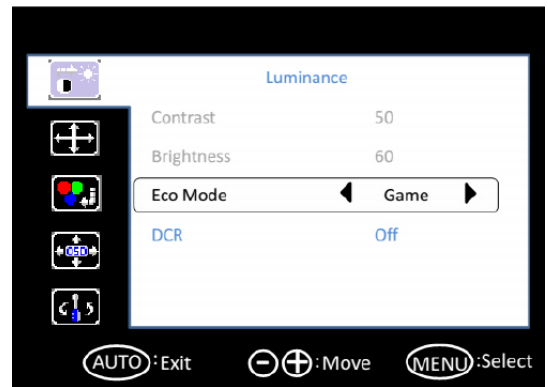 Luminance
Contrast 50
Brightness 60
Eco Mode Game
DCR Off
OSD
AUTO :Exit − + :Move MENU :Select